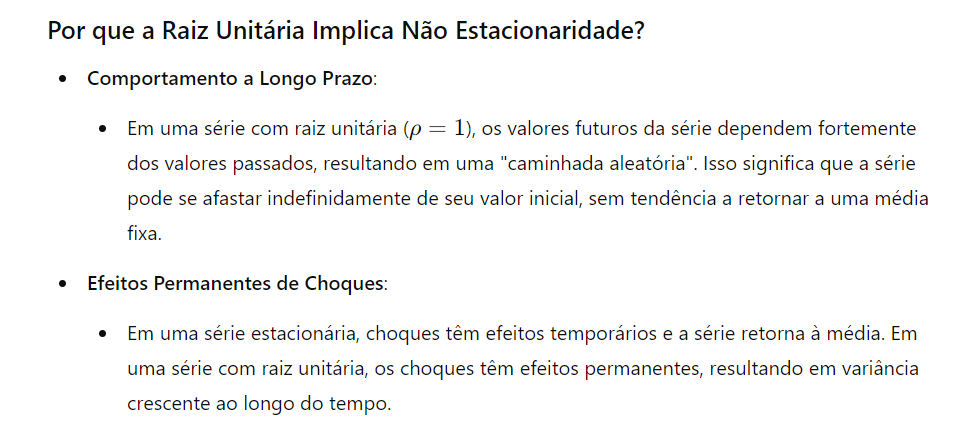 Por que a Raiz Unitária Implica Não Estacionaridade?
• Comportamento a Longo Prazo:
• Em uma série com raiz unitária (ρ = 1), os valores futuros da série dependem fortemente
dos valores passados, resultando em uma "caminhada aleatória". Isso significa que a série
pode se afastar indefinidamente de seu valor inicial, sem tendência a retornar a uma média
fixa.
• Efeitos Permanentes de Choques:
• Em uma série estacionária, choques têm efeitos temporários e a série retorna à média. Em
uma série com raiz unitária, os choques têm efeitos permanentes, resultando em variância
crescente ao longo do tempo.